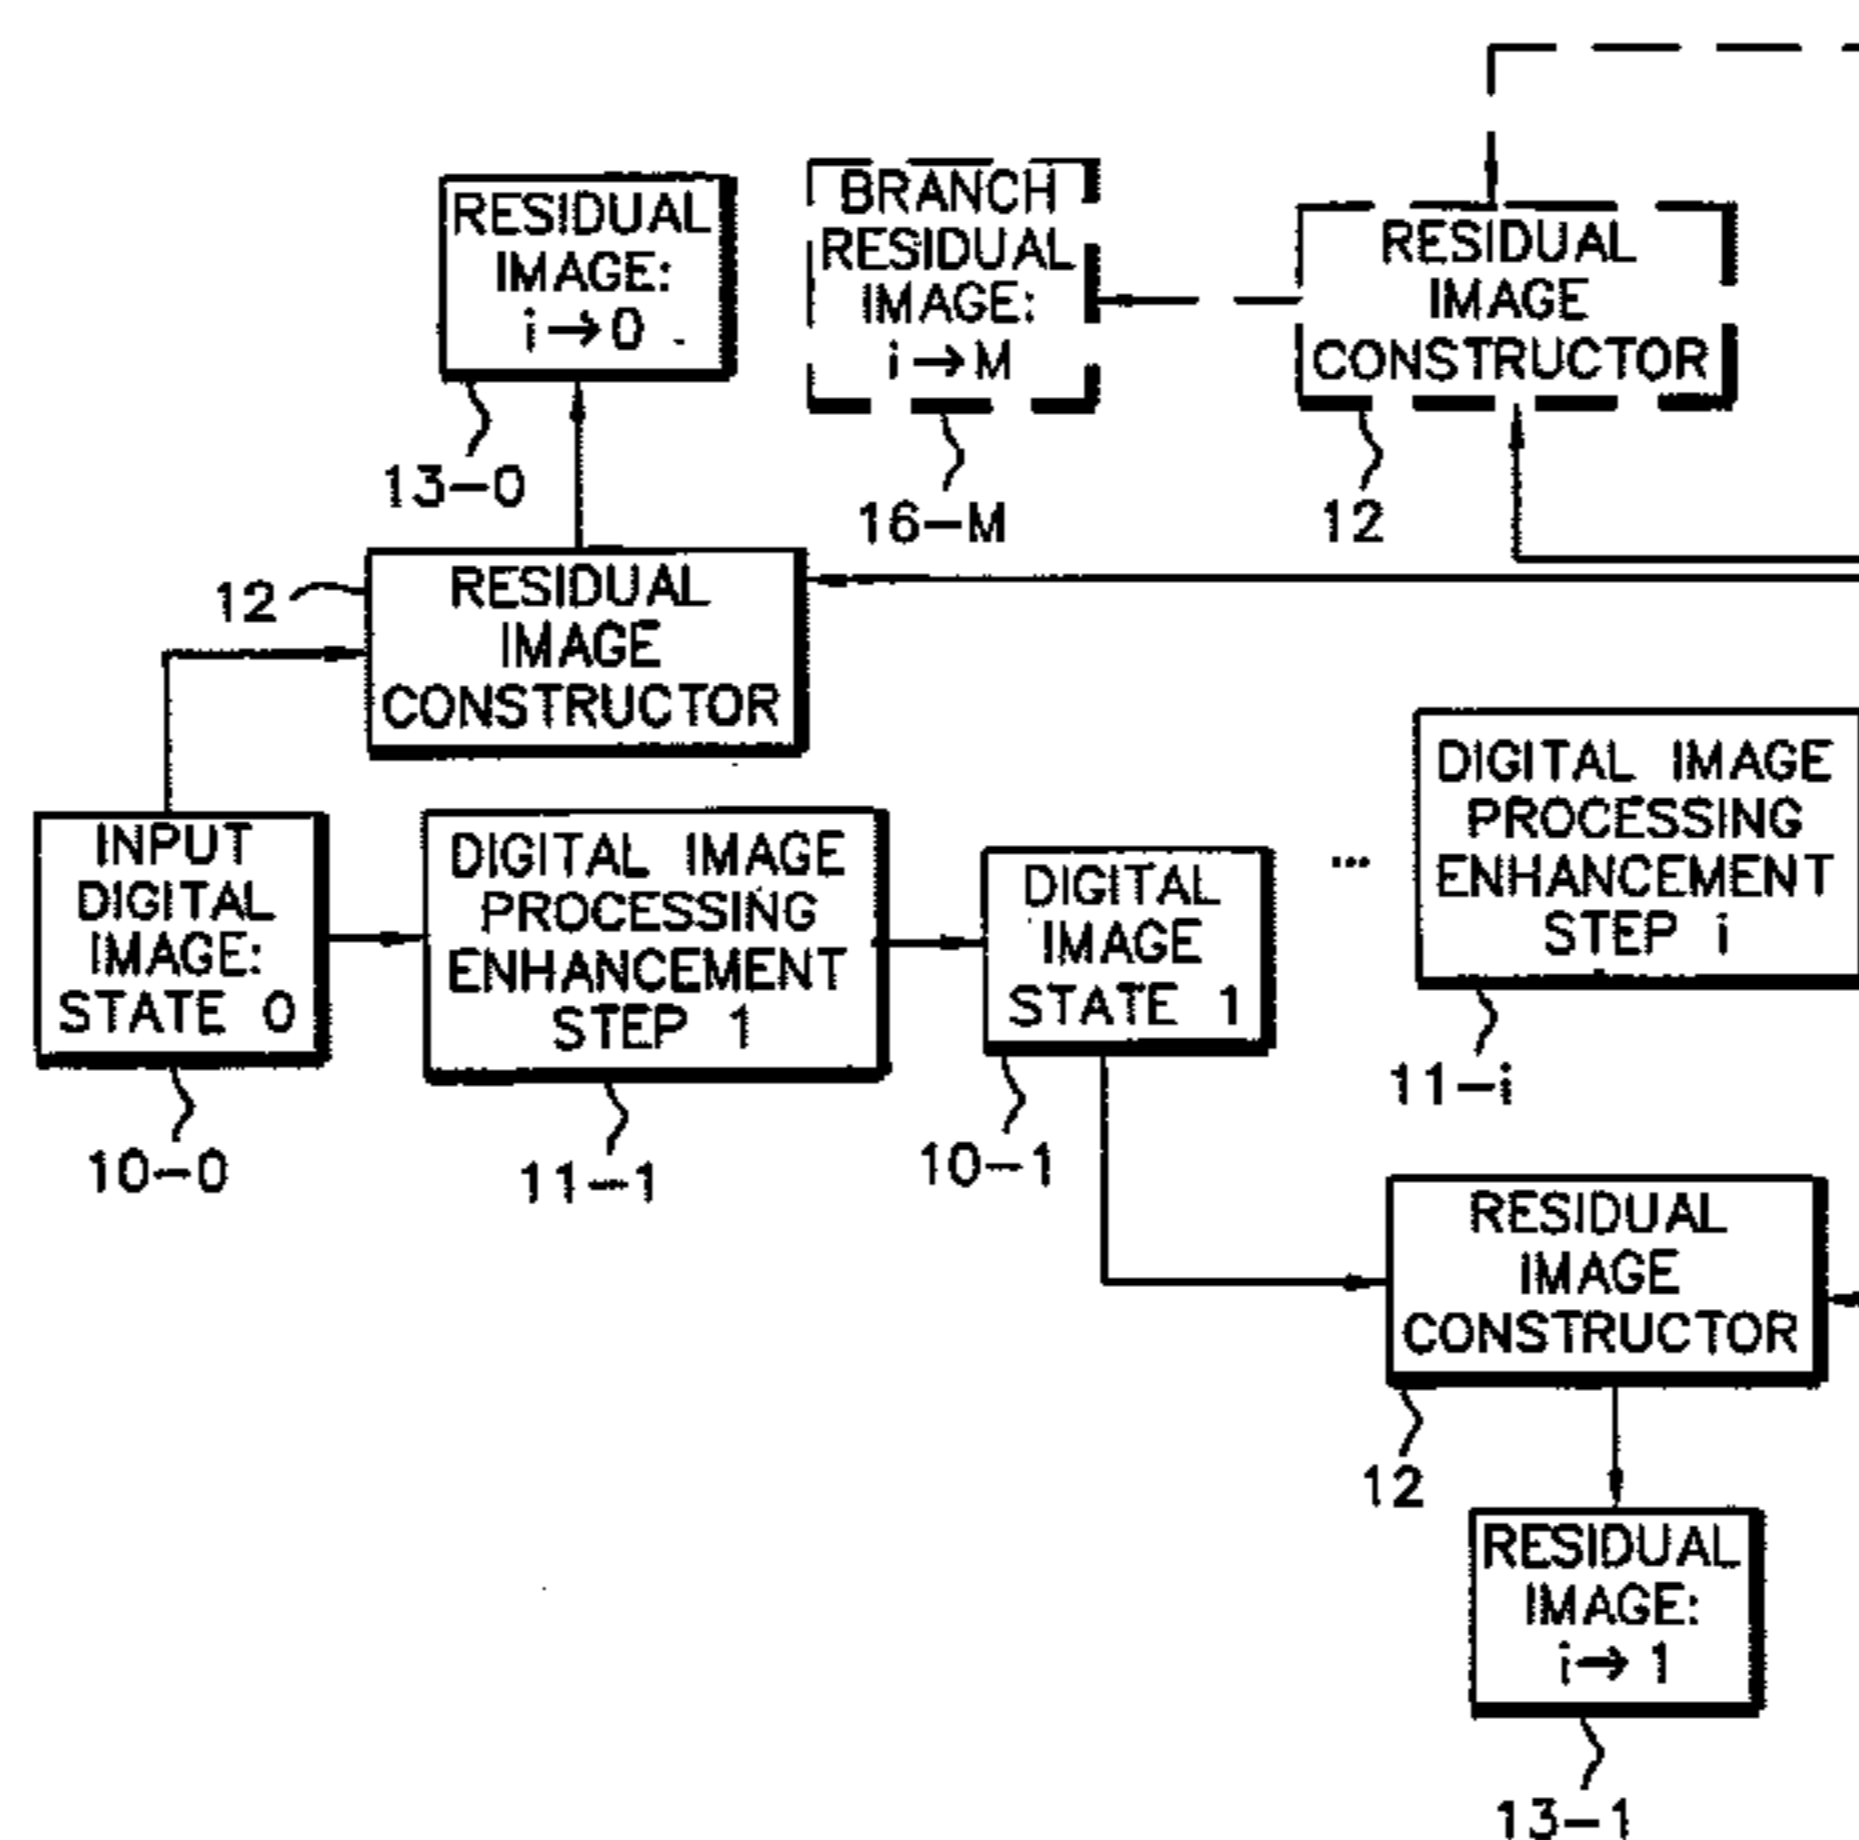 RESIDUAL
IMAGE:
i→0
13-0
BRANCH
RESIDUAL
IMAGE:
i→M
16-M
RESIDUAL
IMAGE
CONSTRUCTOR
12
12
RESIDUAL
IMAGE
CONSTRUCTOR
INPUT
DIGITAL
IMAGE:
STATE 0
10-0
DIGITAL IMAGE
PROCESSING
ENHANCEMENT
STEP 1
11-1
DIGITAL
IMAGE
STATE 1
10-1
...
DIGITAL IMAGE
PROCESSING
ENHANCEMENT
STEP i
11-i
RESIDUAL
IMAGE
CONSTRUCTOR
12
RESIDUAL
IMAGE:
i→1
13-1